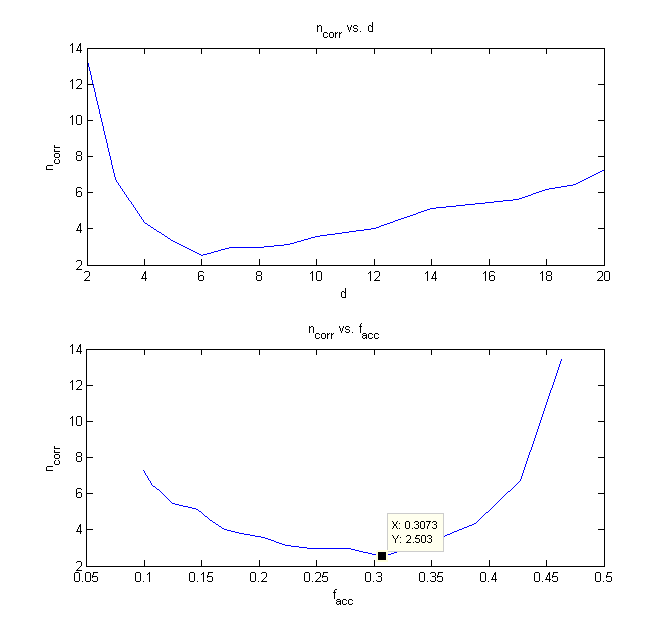 n_corr vs. d
14
12
10
8
6
4
2
n_corr
2 4 6 8 10 12 14 16 18 20
d
n_corr vs. f_acc
14
12
10
8
6
4
2
n_corr
X: 0.3073
Y: 2.503
0.05 0.1 0.15 0.2 0.25 0.3 0.35 0.4 0.45 0.5
f_acc